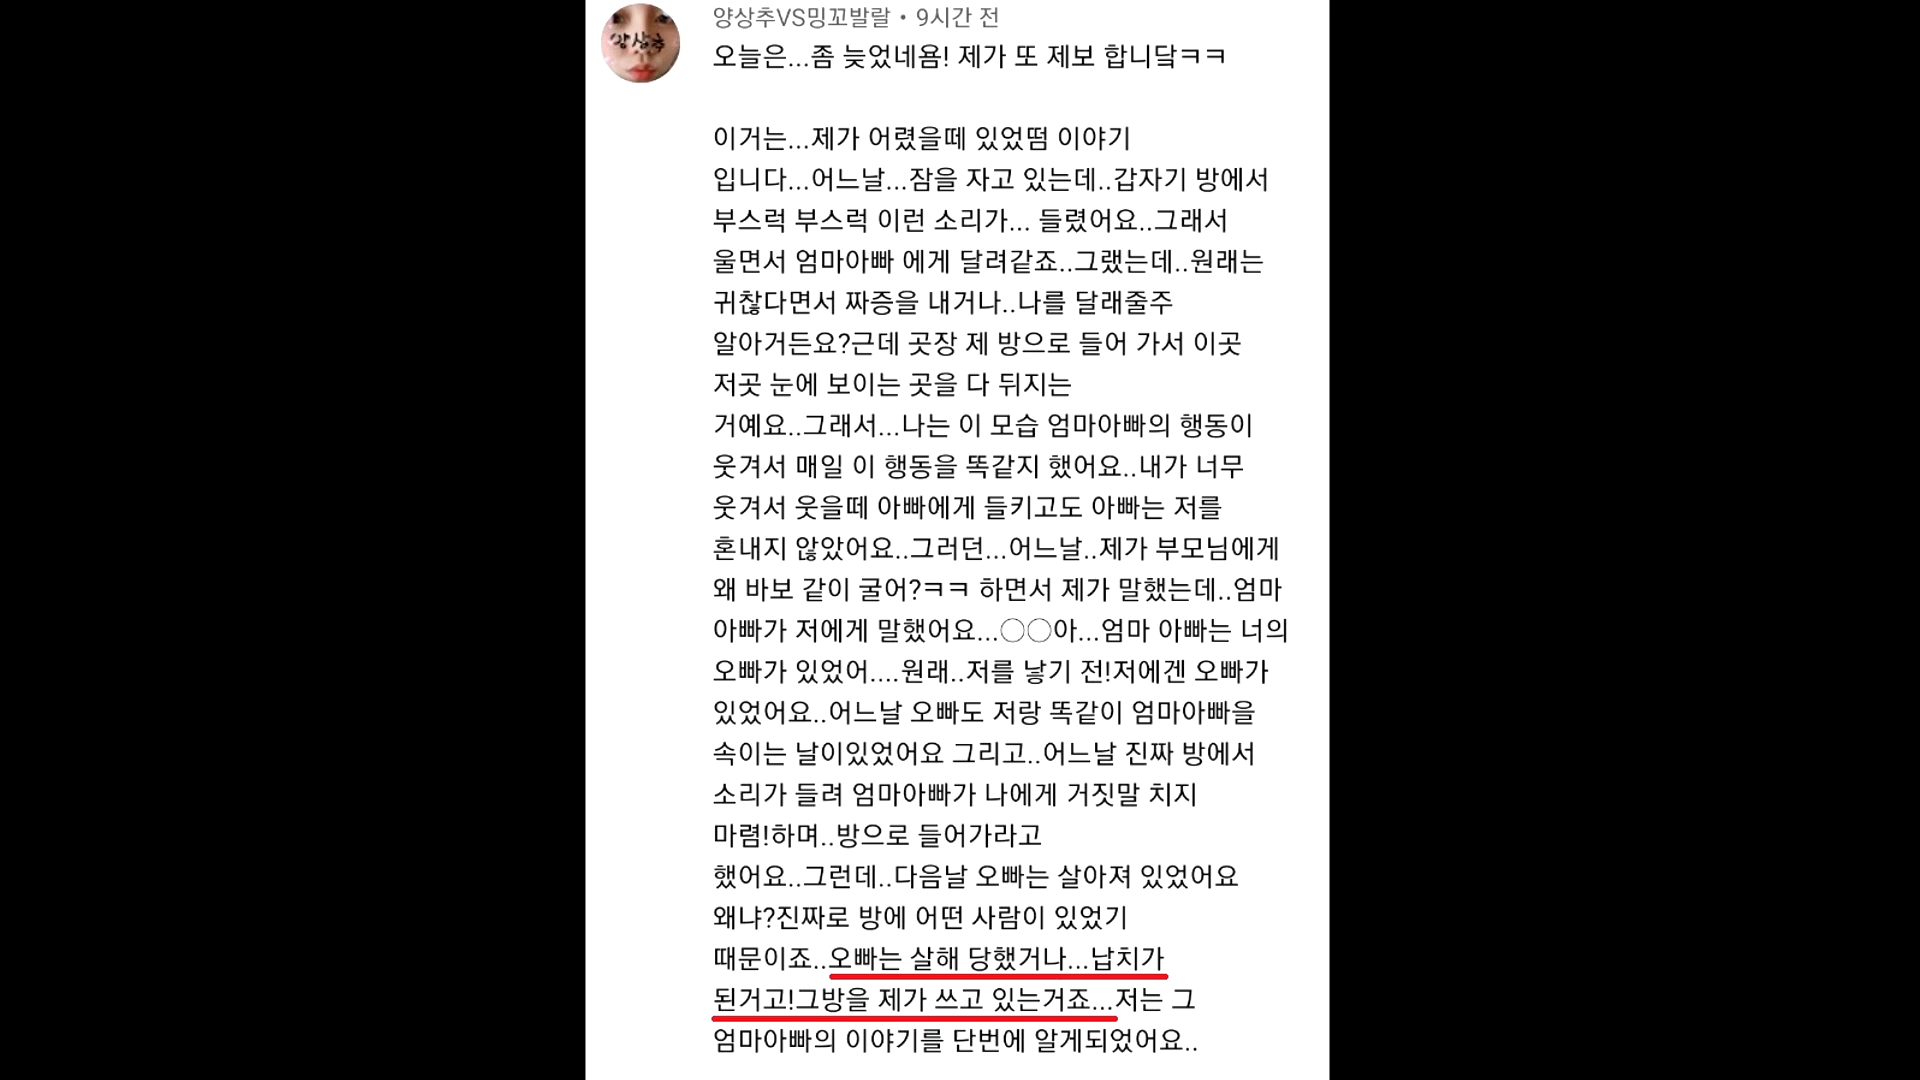 양상추VS밍꼬발랄 • 9시간 전
오늘은...좀 늦었네욤! 제가 또 제보 합니닼ㅋㅋ
이거는...제가 어렸을떼 있었떰 이야기
입니다...어느날...잠을 자고 있는데..갑자기 방에서
부스럭 부스럭 이런 소리가... 들렸어요..그래서
울면서 엄마아빠 에게 달려같죠..그랬는데..원래는
귀찮다면서 짜증을 내거나..나를 달래줄주
알아거든요?근데 곳장 제 방으로 들어 가서 이곳
저곳 눈에 보이는 곳을 다 뒤지는
거예요..그래서...나는 이 모습 엄마아빠의 행동이
웃겨서 매일 이 행동을 똑같지 했어요..내가 너무
웃겨서 웃을떼 아빠에게 들키고도 아빠는 저를
혼내지 않았어요..그러던...어느날..제가 부모님에게
왜 바보 같이 굴어?ㅋㅋ 하면서 제가 말했는데..엄마
아빠가 저에게 말했어요...○○아...엄마 아빠는 너의
오빠가 있었어....원래..저를 낳기 전!저에겐 오빠가
있었어요..어느날 오빠도 저랑 똑같이 엄마아빠을
속이는 날이있었어요 그리고..어느날 진짜 방에서
소리가 들려 엄마아빠가 나에게 거짓말 치지
마렴!하며..방으로 들어가라고
했어요..그런데..다음날 오빠는 살아져 있었어요
왜냐?진짜로 방에 어떤 사람이 있었기
때문이죠..오빠는 살해 당했거나...납치가
된거고!그방을 제가 쓰고 있는거죠...저는 그
엄마아빠의 이야기를 단번에 알게되었어요..
양상추